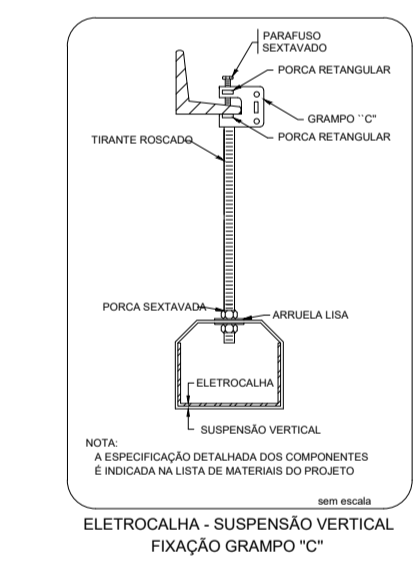 PARAFUSO
SEXTAVADO
PORCA RETANGULAR
GRAMPO ``C"
PORCA RETANGULAR
TIRANTE ROSCADO
PORCA SEXTAVADA
ARRUELA LISA
ELETROCALHA
SUSPENSÃO VERTICAL
NOTA:
A ESPECIFICAÇÃO DETALHADA DOS COMPONENTES
É INDICADA NA LISTA DE MATERIAIS DO PROJETO
sem escala
ELETROCALHA - SUSPENSÃO VERTICAL
FIXAÇÃO GRAMPO "C"